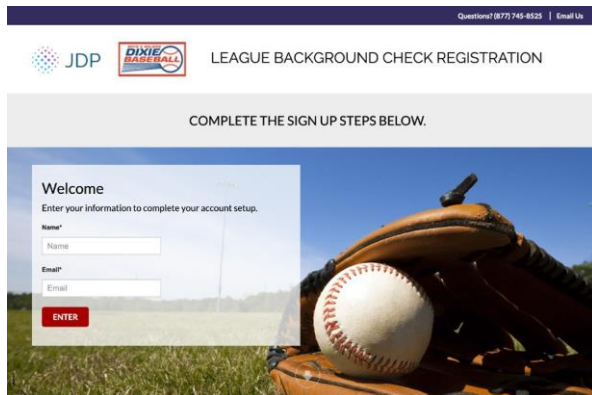 Questions? (877) 745-8525 | Email Us
JDP
DIXIE
BASEBALL
LEAGUE BACKGROUND CHECK REGISTRATION
COMPLETE THE SIGN UP STEPS BELOW.
Welcome
Enter your information to complete your account setup.
Name*
Name
Email*
Email
ENTER